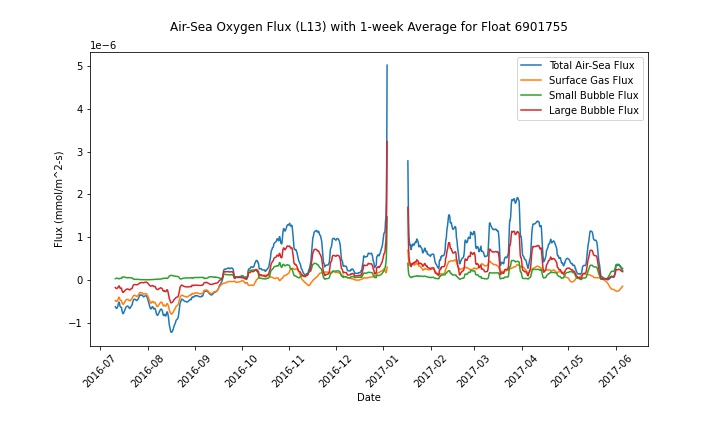 Air-Sea Oxygen Flux (L13) with 1-week Average for Float 6901755
1e−6
Total Air-Sea Flux
Surface Gas Flux
Small Bubble Flux
Large Bubble Flux
5
4
3
2
1
0
−1
Flux (mmol/m^2-s)
2016-07
2016-08
2016-09
2016-10
2016-11
2016-12
2017-01
2017-02
2017-03
2017-04
2017-05
2017-06
Date